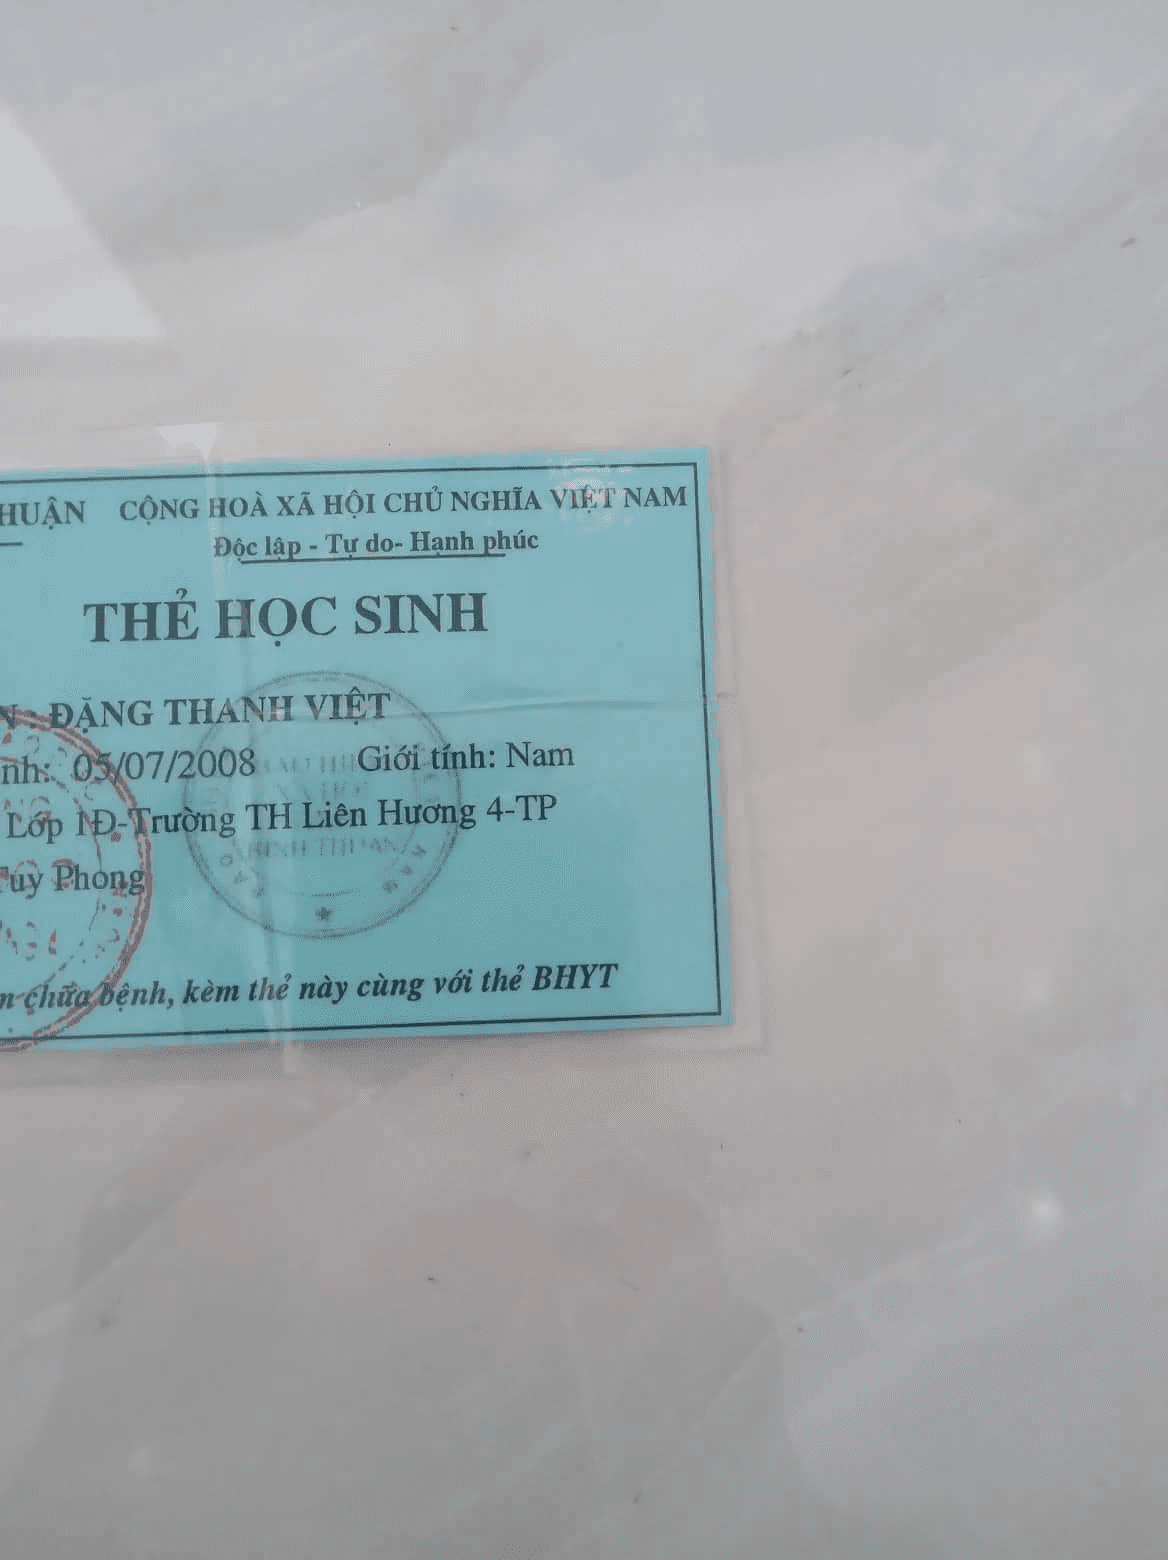 HUẬN CỘNG HOÀ XÃ HỘI CHỦ NGHĨA VIỆT NAM
Độc lập - Tự do- Hạnh phúc
THẺ HỌC SINH
N : ĐẶNG THANH VIỆT
nh: 05/07/2008 Giới tính: Nam
Lớp 1Đ-Trường TH Liên Hương 4-TP
Tuy Phong
BÌNH THUẬN
m chữa bệnh, kèm thẻ này cùng với thẻ BHYT